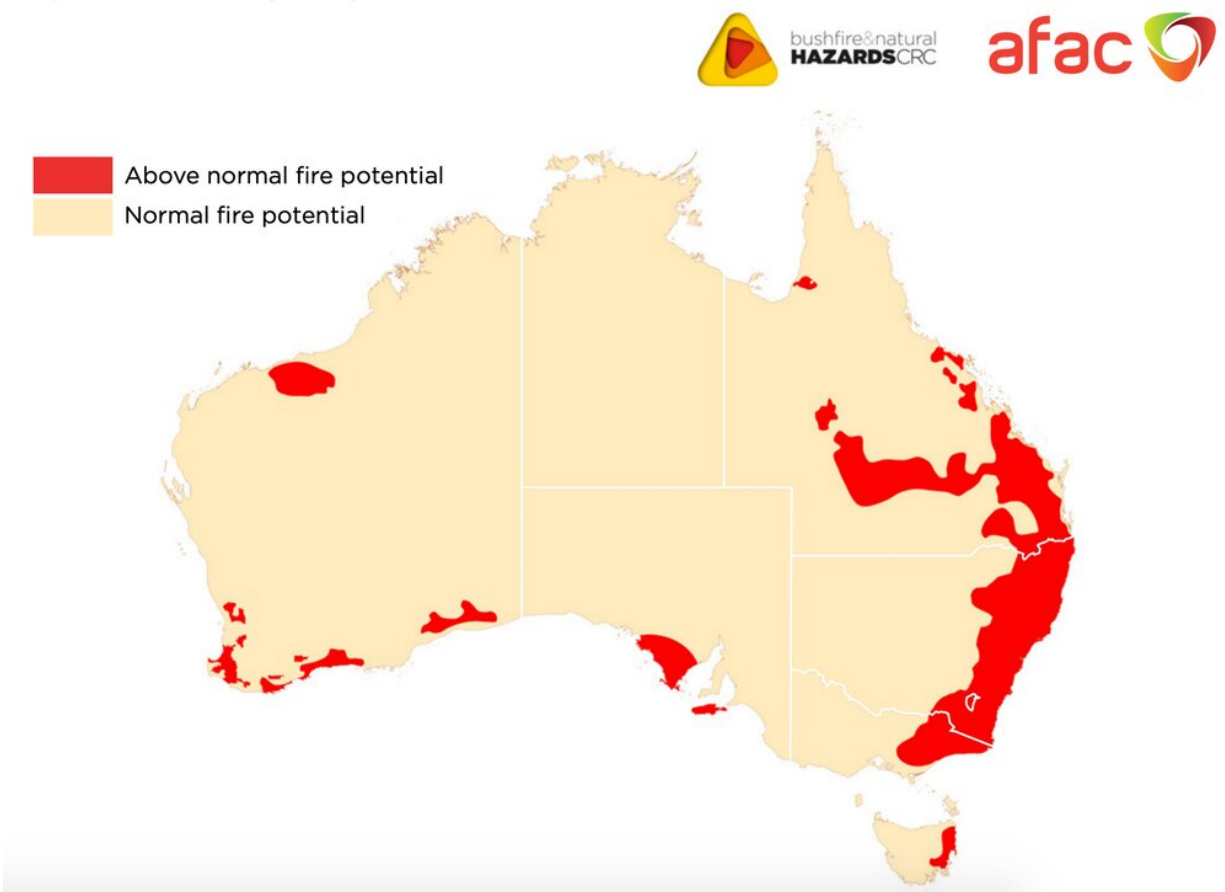 bushfire&natural
HAZARDSCRC
afac
Above normal fire potential
Normal fire potential